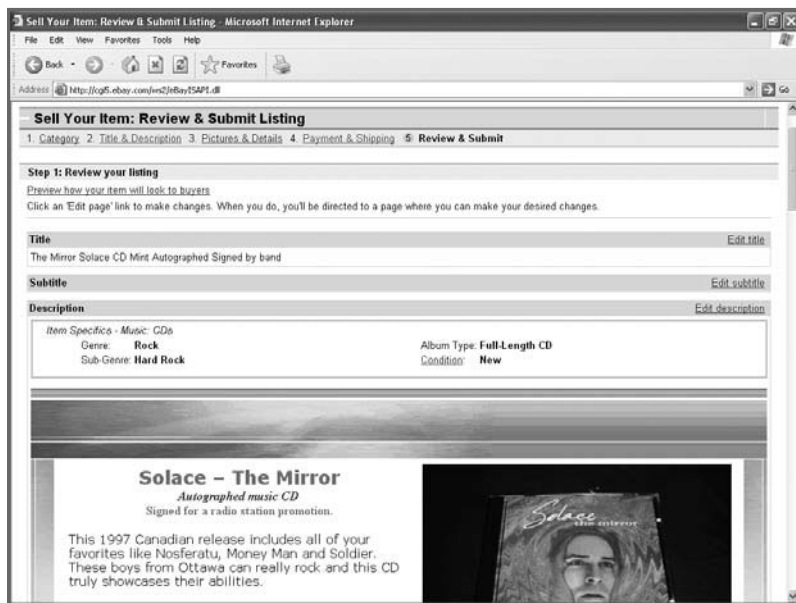 Sell Your Item: Review & Submit Listing - Microsoft Internet Explorer
File Edit View Favorites Tools Help
Back Favorites
Address http://cgi5.ebay.com/ws2/eBayISAPI.dll Go
Sell Your Item: Review & Submit Listing
1. Category 2. Title & Description 3. Pictures & Details 4. Payment & Shipping 5 Review & Submit
Step 1: Review your listing
Preview how your item will look to buyers
Click an 'Edit page' link to make changes. When you do, you'll be directed to a page where you can make your desired changes.
Title Edit title
The Mirror Solace CD Mint Autographed Signed by band
Subtitle Edit subtitle
Description Edit description
Item Specifics - Music: CDs
Genre: Rock Album Type: Full-Length CD
Sub-Genre: Hard Rock Condition: New
Solace – The Mirror
Autographed music CD
Signed for a radio station promotion.
This 1997 Canadian release includes all of your
favorites like Nosferatu, Money Man and Soldier.
These boys from Ottawa can really rock and this CD
truly showcases their abilities.
Solace
the mirror